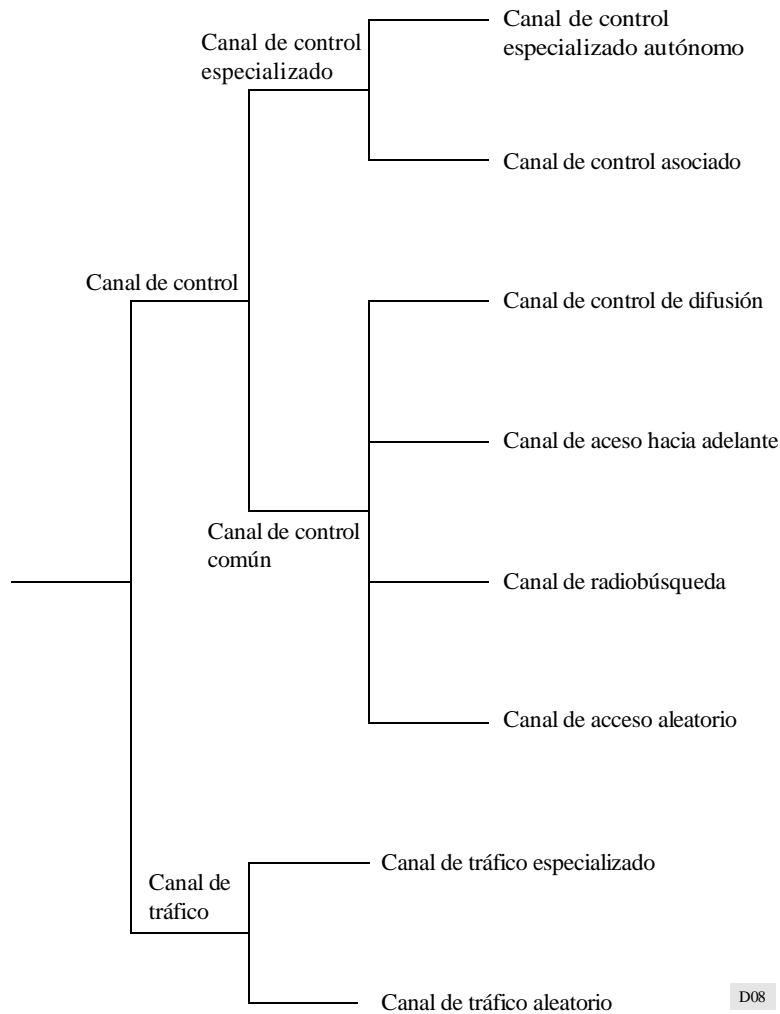 Canal de control
especializado autónomo
Canal de control
especializado
Canal de control asociado
Canal de control
Canal de control de difusión
Canal de aceso hacia adelante
Canal de control
común
Canal de radiobúsqueda
Canal de acceso aleatorio
Canal de tráfico especializado
Canal de
tráfico
Canal de tráfico aleatorio
D08